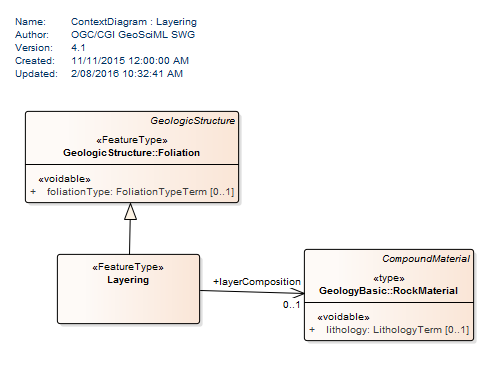 Name: ContextDiagram : Layering
Author: OGC/CGI GeoSciML SWG
Version: 4.1
Created: 11/11/2015 12:00:00 AM
Updated: 2/08/2016 10:32:41 AM
GeologicStructure
«FeatureType»
GeologicStructure::Foliation
«voidable»
+ foliationType: FoliationTypeTerm [0..1]
«FeatureType»
Layering
+layerComposition
0..1
CompoundMaterial
«type»
GeologyBasic::RockMaterial
«voidable»
+ lithology: LithologyTerm [0..1]